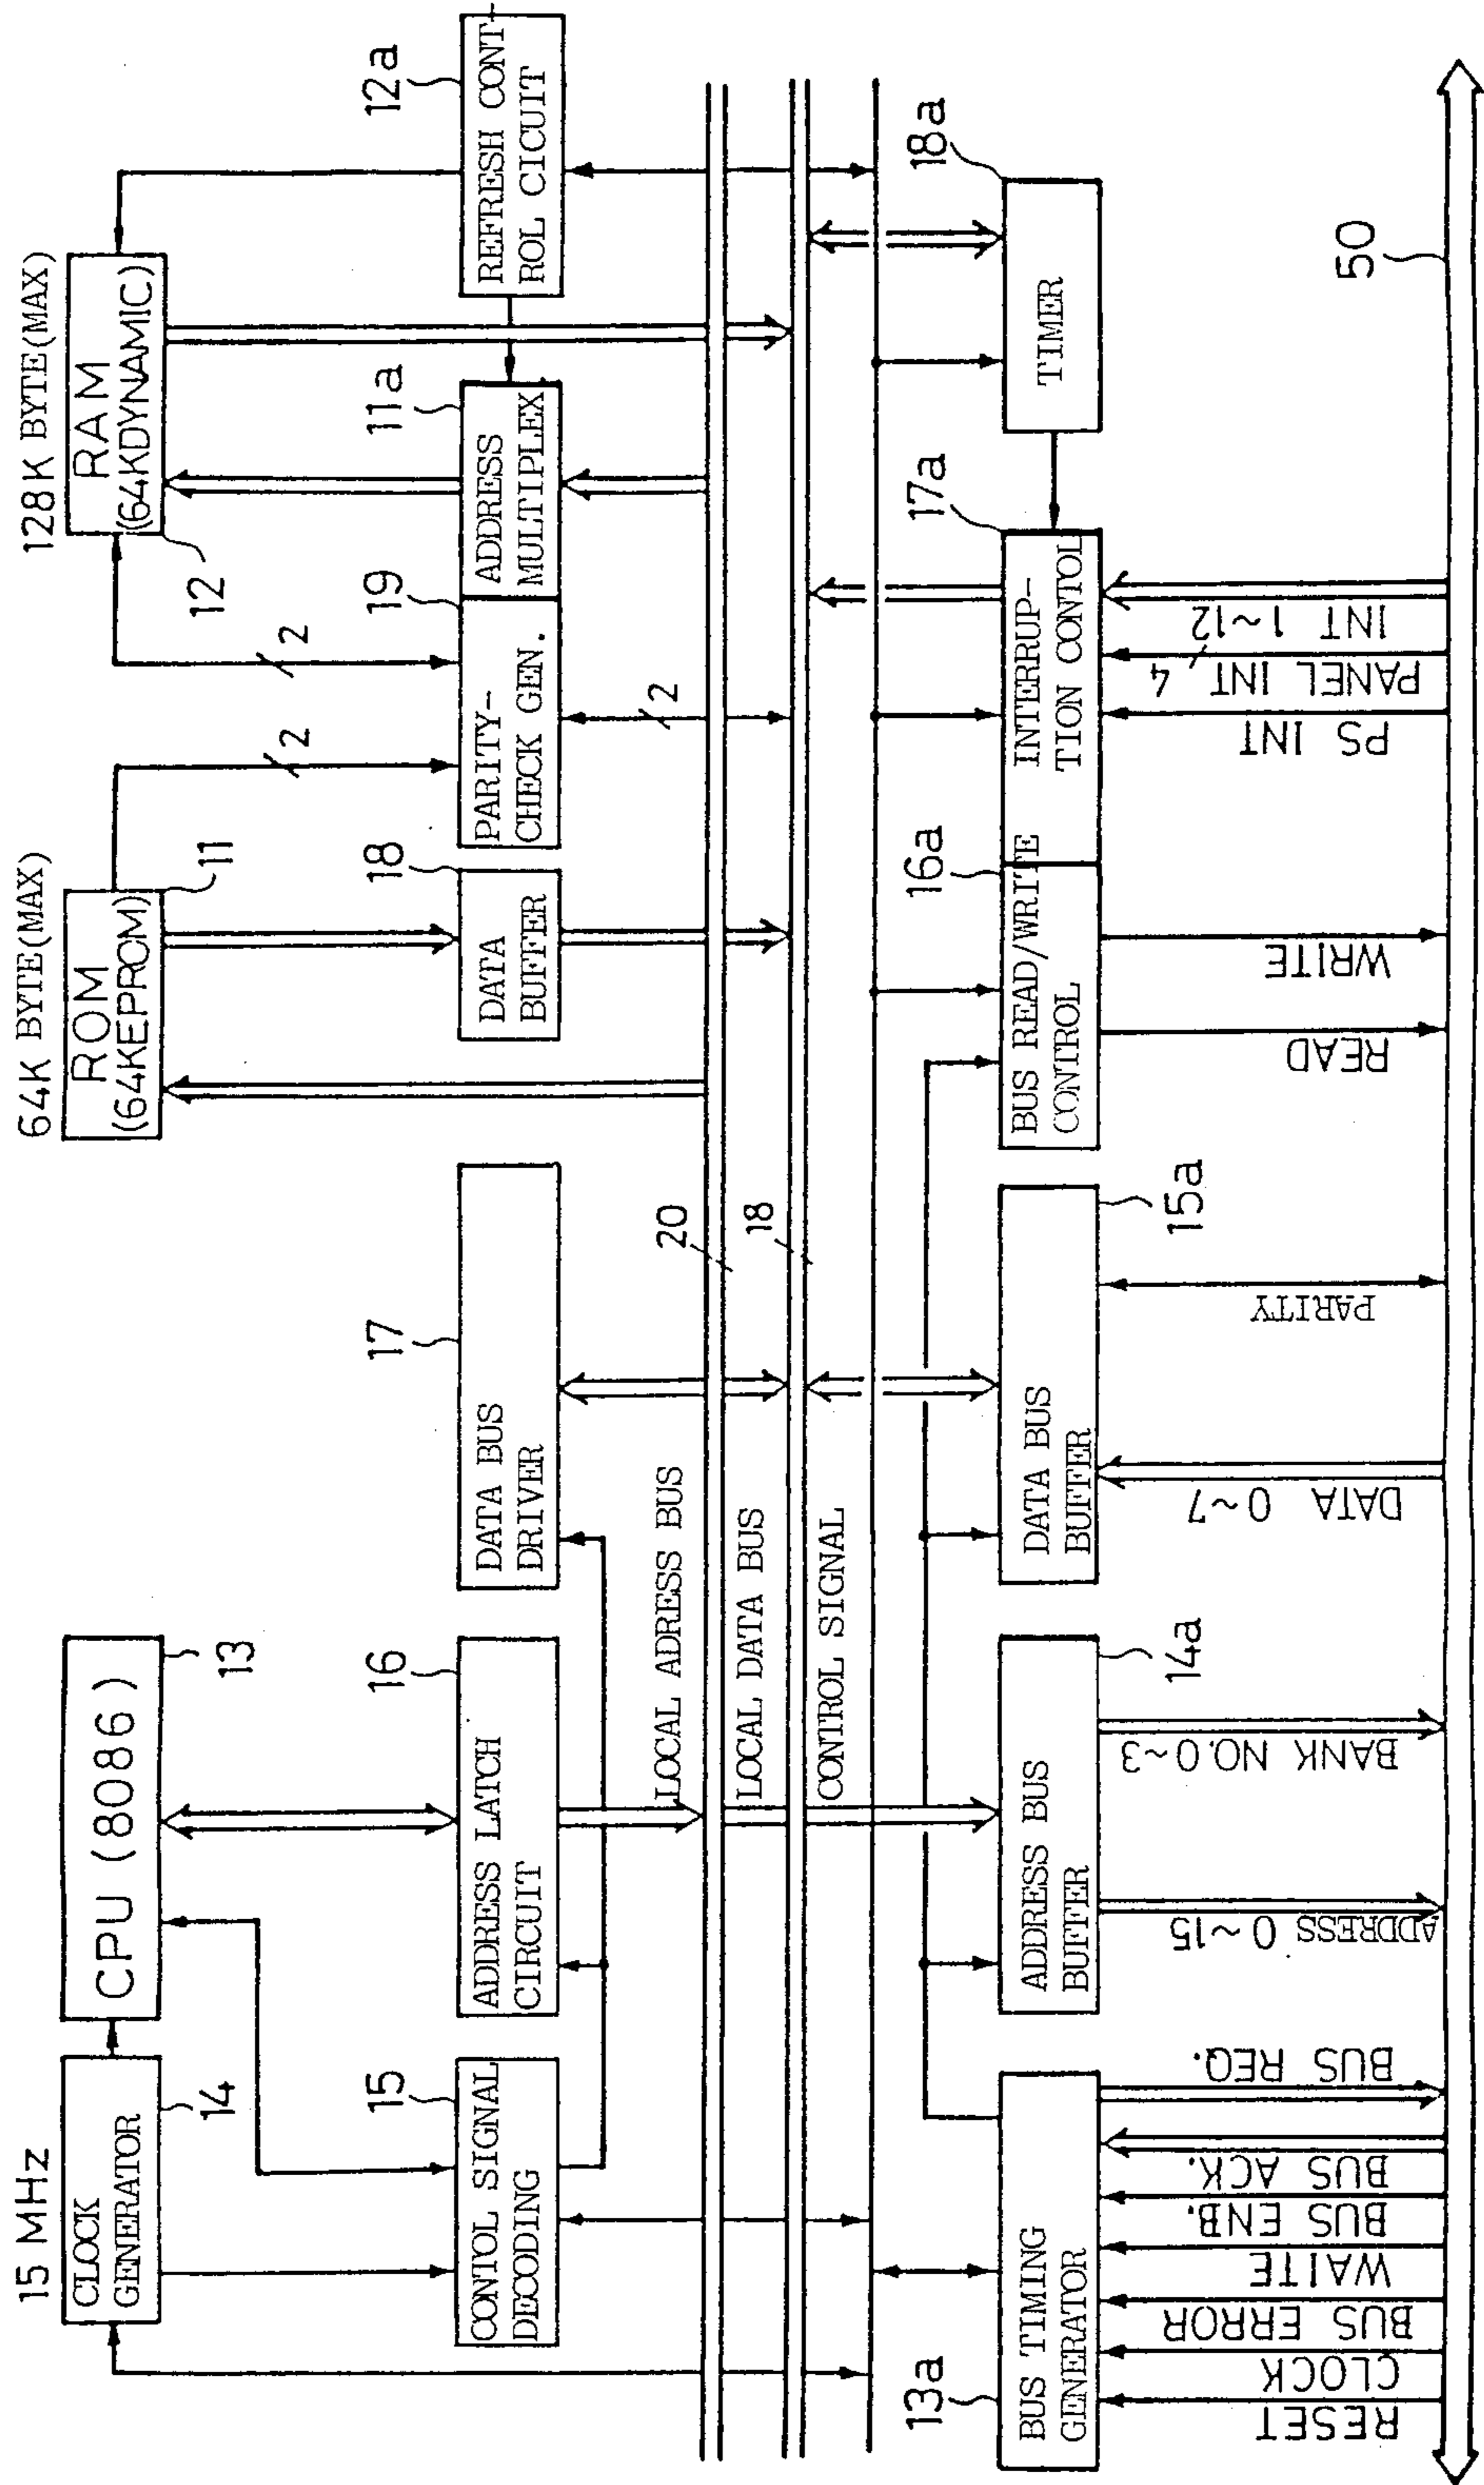 15 MHz
64K BYTE(MAX)
128K BYTE(MAX)
CLOCK
GENERATOR
14
CPU (8086)
13
ROM
(64KEPROM)
11
RAM
(64KDYNAMIC)
12
15
CONTOL SIGNAL
DECODING
16
ADDRESS LATCH
CIRCUIT
17
DATA BUS
DRIVER
18
DATA
BUFFER
2
2
19
PARITY-
CHECK GEN.
11a
ADDRESS
MULTIPLEX
12a
REFRESH CONT-
ROL CICUIT
2
LOCAL ADRESS BUS
20
LOCAL DATA BUS
18
CONTROL SIGNAL
13a
BUS TIMING
GENERATOR
ADDRESS BUS
BUFFER
14a
DATA BUS
BUFFER
15a
16a
BUS READ/WRITE
CONTROL
17a
INTERRUP-
TION CONTOL
18a
TIMER
RESET
CLOCK
BUS ERROR
WAITE
BUS ENB.
BUS ACK.
BUS REQ.
ADDRESS 0~15
BANK NO.0~3
DATA 0~7
PARITY
READ
WRITE
PS INT
PANEL INT 4
INT 1~12
50